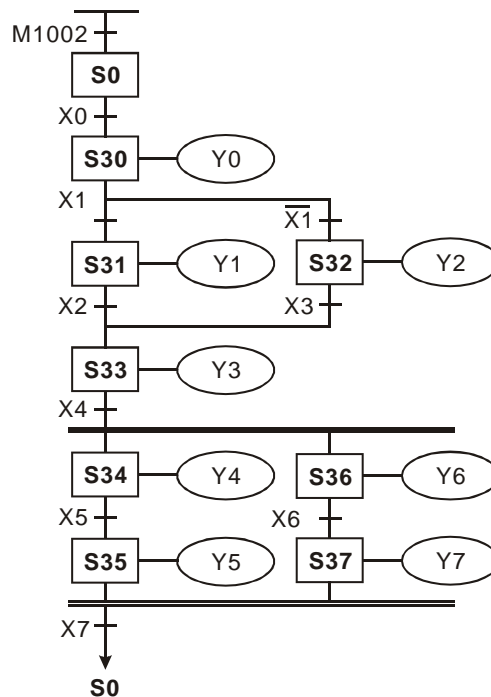 M1002
S0
X0
S30 Y0
X1 X̅1̅
S31 Y1 S32 Y2
X2 X3
S33 Y3
X4
S34 Y4 S36 Y6
X5 X6
S35 Y5 S37 Y7
X7
S0